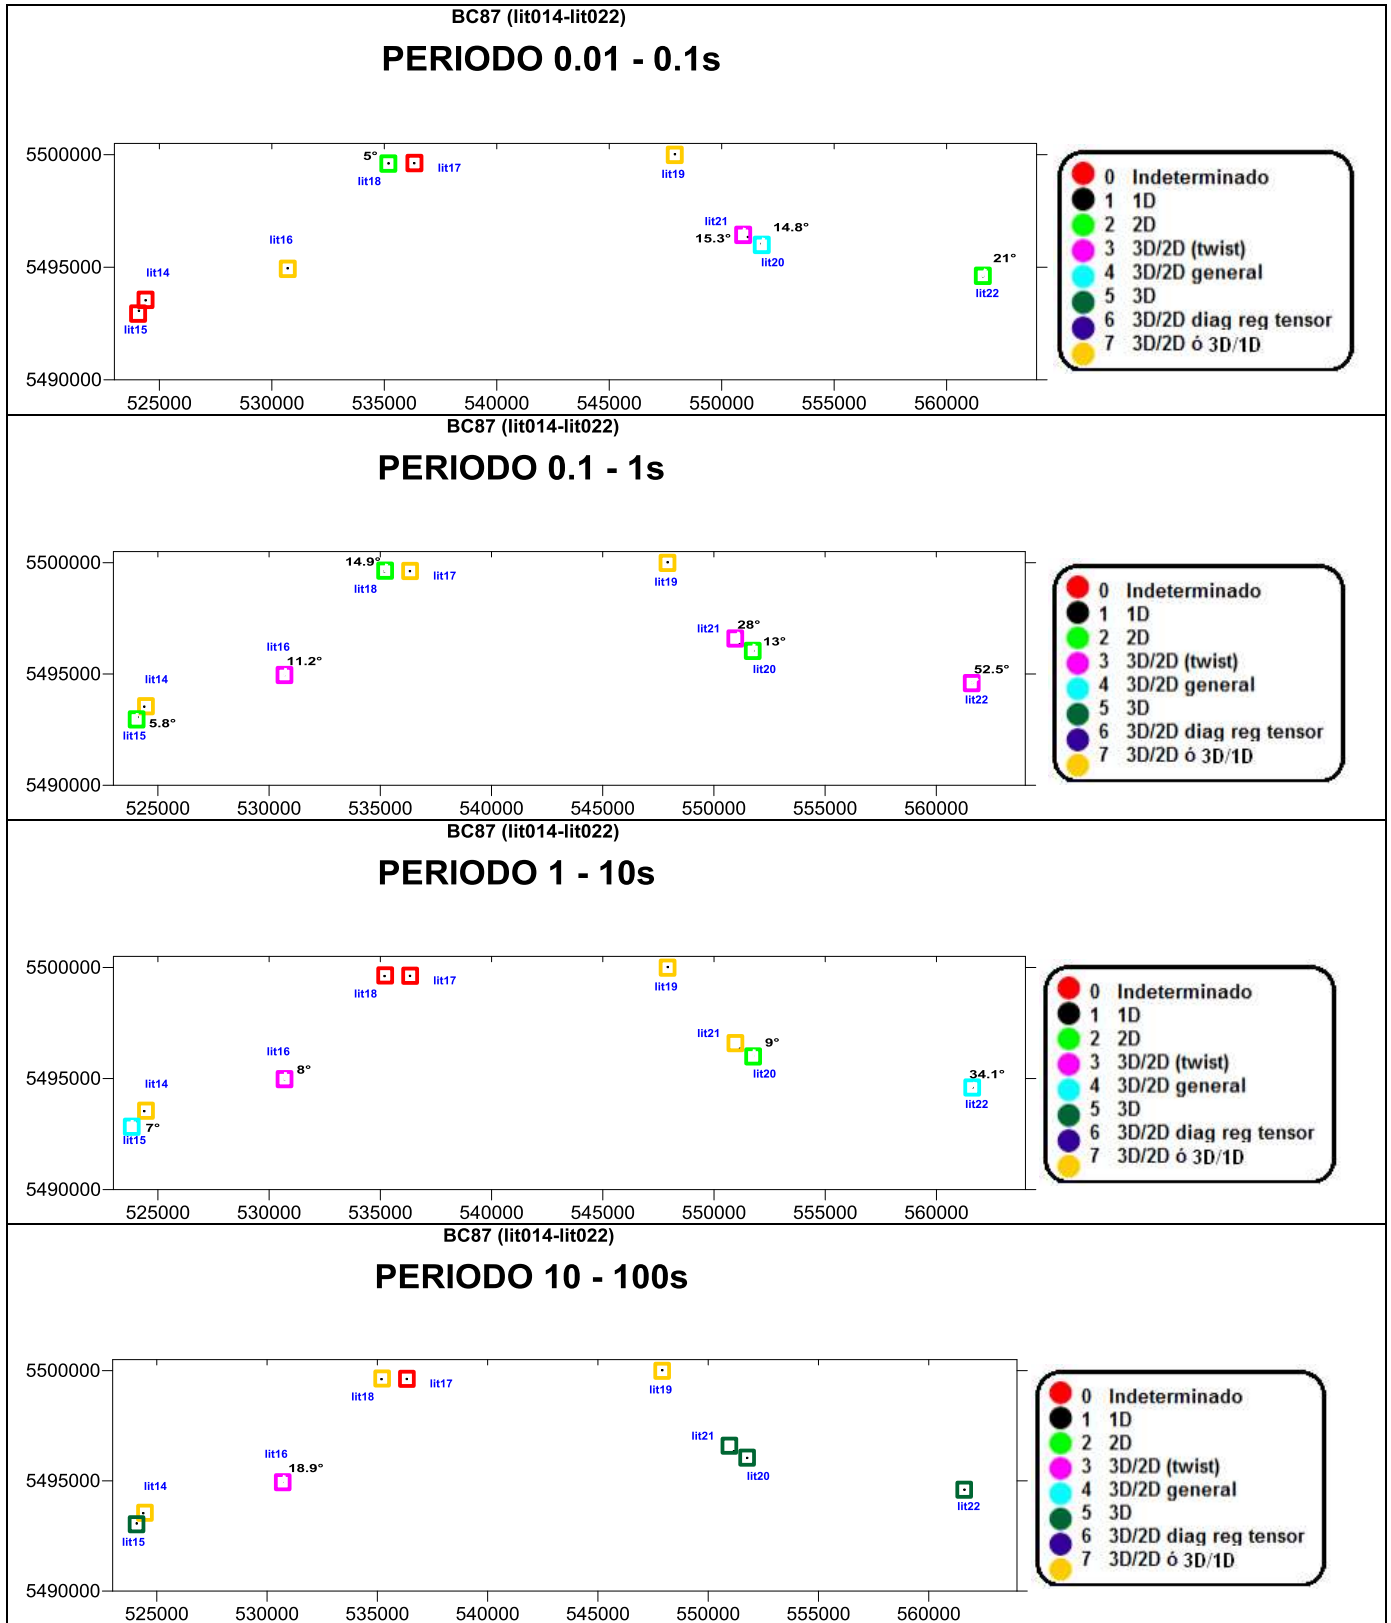 BC87 (lit014-lit022)
PERIODO 0.01 - 0.1s
5500000
5495000
5490000
525000 530000 535000 540000 545000 550000 555000 560000
5°
lit18
lit17
lit19
lit16
lit21
15.3°
14.8°
lit20
21°
lit22
lit14
lit15
0 Indeterminado
1 1D
2 2D
3 3D/2D (twist)
4 3D/2D general
5 3D
6 3D/2D diag reg tensor
7 3D/2D ó 3D/1D
BC87 (lit014-lit022)
PERIODO 0.1 - 1s
5500000
5495000
5490000
525000 530000 535000 540000 545000 550000 555000 560000
14.9°
lit18
lit17
lit19
lit21
28°
13°
lit20
lit16
11.2°
52.5°
lit22
lit14
5.8°
lit15
0 Indeterminado
1 1D
2 2D
3 3D/2D (twist)
4 3D/2D general
5 3D
6 3D/2D diag reg tensor
7 3D/2D ó 3D/1D
BC87 (lit014-lit022)
PERIODO 1 - 10s
5500000
5495000
5490000
525000 530000 535000 540000 545000 550000 555000 560000
lit18
lit17
lit19
lit21
9°
lit20
lit16
8°
34.1°
lit22
lit14
7°
lit15
0 Indeterminado
1 1D
2 2D
3 3D/2D (twist)
4 3D/2D general
5 3D
6 3D/2D diag reg tensor
7 3D/2D ó 3D/1D
BC87 (lit014-lit022)
PERIODO 10 - 100s
5500000
5495000
5490000
525000 530000 535000 540000 545000 550000 555000 560000
lit18
lit17
lit19
lit21
lit20
lit16
18.9°
lit22
lit14
lit15
0 Indeterminado
1 1D
2 2D
3 3D/2D (twist)
4 3D/2D general
5 3D
6 3D/2D diag reg tensor
7 3D/2D ó 3D/1D